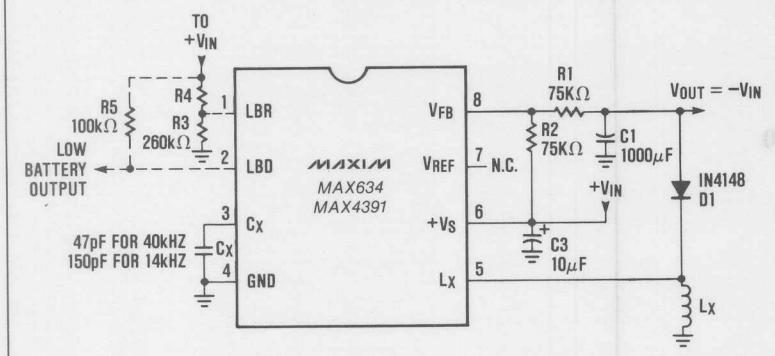 TO
+VIN
R4
R5
100kΩ
R3
260kΩ
LOW
BATTERY
OUTPUT
1 LBR
2 LBD
3 CX
4 GND
47pF FOR 40kHZ
150pF FOR 14kHZ
CX
MAXIM
MAX634
MAX4391
VFB 8
VREF 7 N.C.
+VS 6
LX 5
R1
75KΩ
R2
75KΩ
VOUT = –VIN
C1
1000μF
+VIN
+
C3
10μF
IN4148
D1
LX